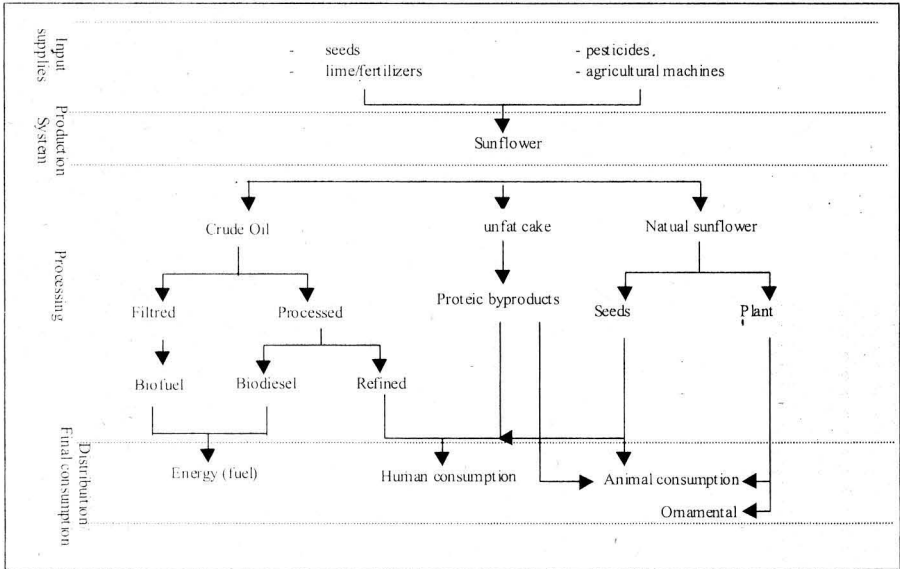 Input
supplies
- seeds
- lime/fertilizers
- pesticides,
- agricultural machines
Production
System
Sunflower
Processing
Crude Oil
unfat cake
Natual sunflower
Filtred
Processed
Proteic byproducts
Seeds
Plant
Biofuel
Biodiesel
Refined
Distribuition
Final consumption
Energy (fuel)
Human consumption
Animal consumption
Ornamental